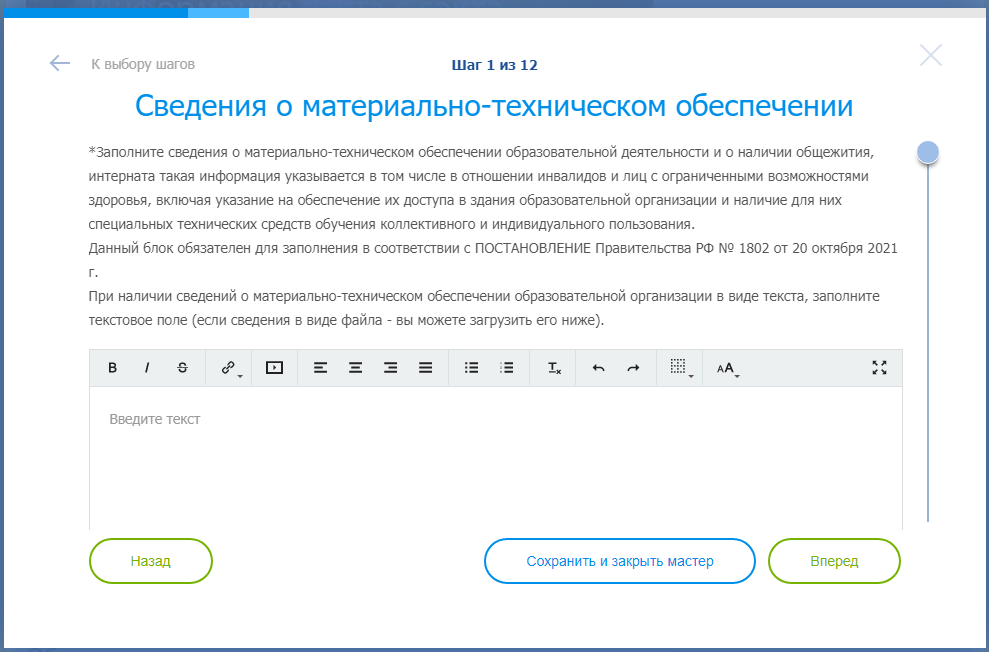 К выбору шагов
Шаг 1 из 12
Сведения о материально-техническом обеспечении
*Заполните сведения о материально-техническом обеспечении образовательной деятельности и о наличии общежития,
интерната такая информация указывается в том числе в отношении инвалидов и лиц с ограниченными возможностями
здоровья, включая указание на обеспечение их доступа в здания образовательной организации и наличие для них
специальных технических средств обучения коллективного и индивидуального пользования.
Данный блок обязателен для заполнения в соответствии с ПОСТАНОВЛЕНИЕ Правительства РФ № 1802 от 20 октября 2021
г.
При наличии сведений о материально-техническом обеспечении образовательной организации в виде текста, заполните
текстовое поле (если сведения в виде файла - вы можете загрузить его ниже).
B I S Tx AA
Введите текст
Назад
Сохранить и закрыть мастер
Вперед